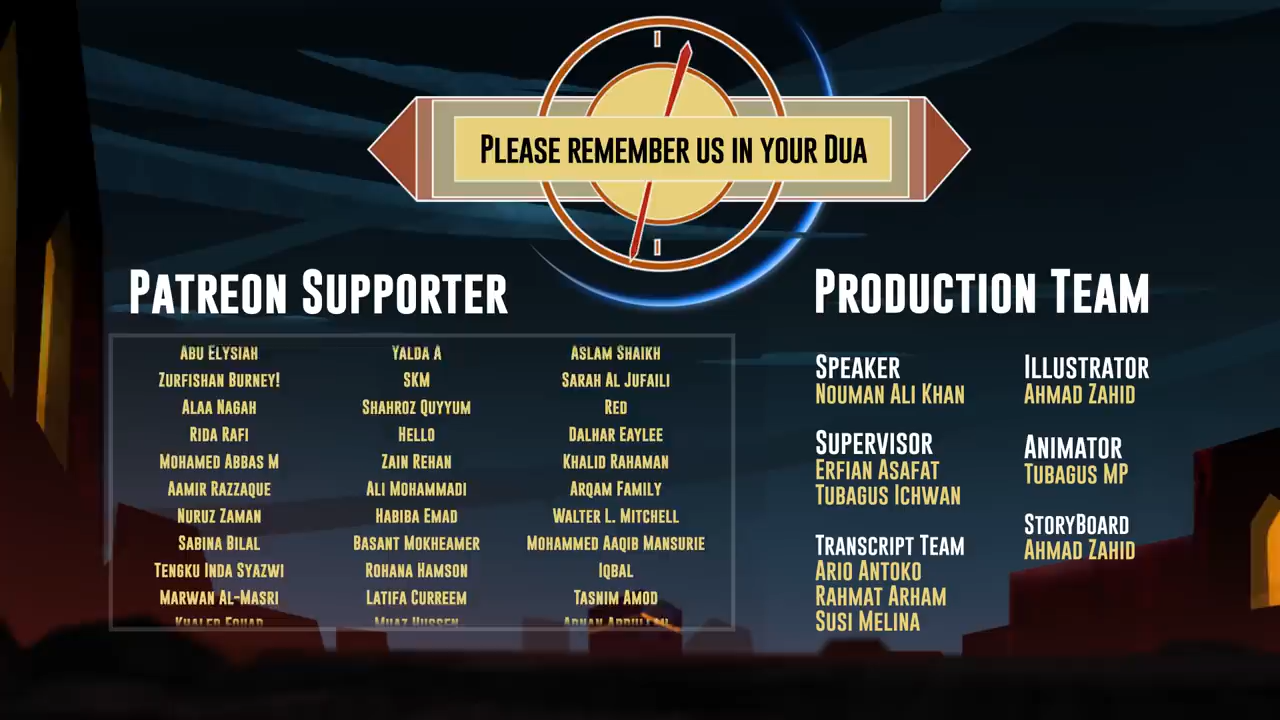 Please remember us in your Dua
Patreon Supporter
Abu Elysiah Yalda A Aslam Shaikh
Zurfishan Burney! SKM Sarah Al Jufaili
Alaa Nagah Shahroz Quyyum Red
Rida Rafi Hello Dalhar Eaylee
Mohamed Abbas M Zain Rehan Khalid Rahaman
Aamir Razzaque Ali Mohammadi Arqam Family
Nuruz Zaman Habiba Emad Walter L. Mitchell
Sabina Bilal Basant Mokheamer Mohammed Aaqib Mansurie
Tengku Inda Syazwi Rohana Hamson Iqbal
Marwan Al-Masri Latifa Curreem Tasnim Amod
Production Team
Speaker
Nouman Ali Khan
Supervisor
Erfian Asafat
Tubagus Ichwan
Transcript Team
Ario Antoko
Rahmat Arham
Susi Melina
Illustrator
Ahmad Zahid
Animator
Tubagus MP
StoryBoard
Ahmad Zahid